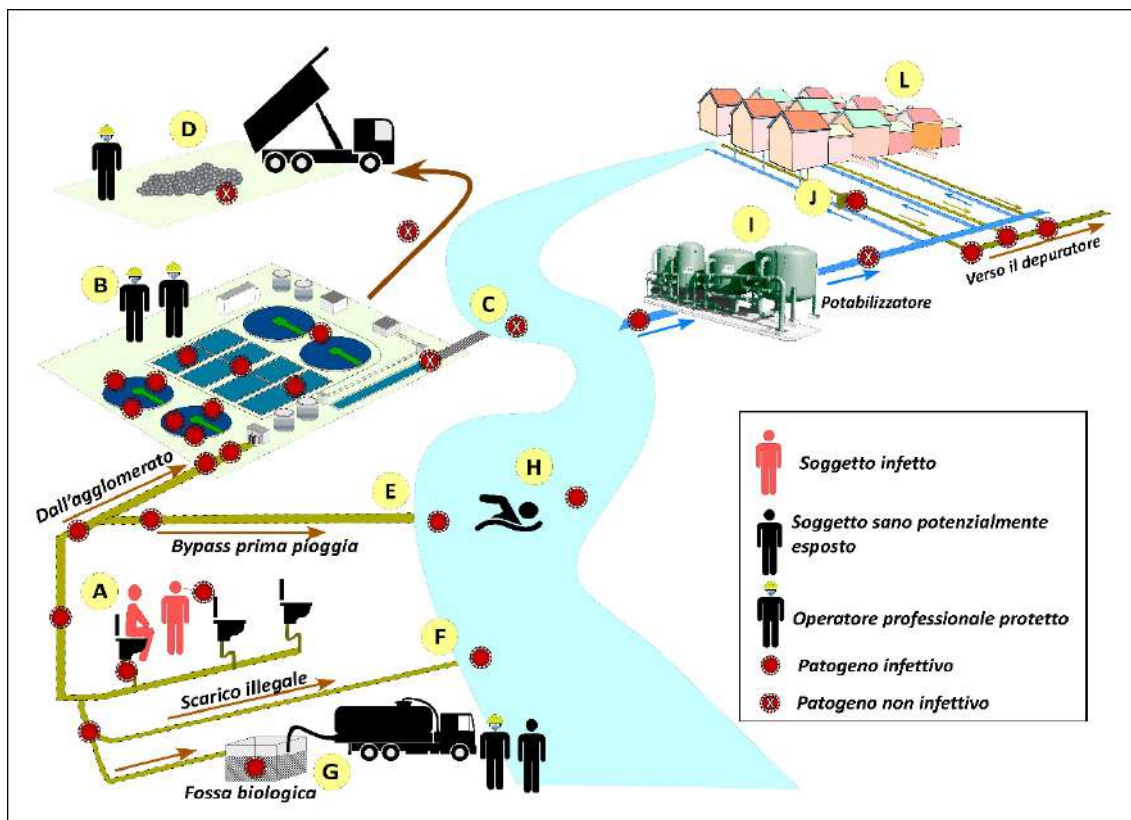 D
L
J
I
B
Verso il depuratore
Potabilizzatore
C
Dall'agglomerato
H
E
Bypass prima pioggia
A
F
Scarico illegale
G
Fossa biologica
Soggetto infetto
Soggetto sano potenzialmente
esposto
Operatore professionale protetto
Patogeno infettivo
X Patogeno non infettivo
X
X
X
X
X